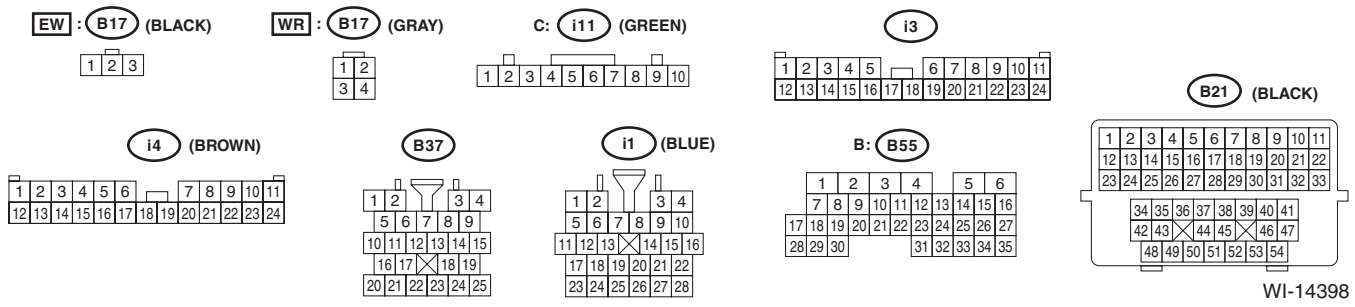 EW : B17 (BLACK)
1 2 3
WR : B17 (GRAY)
1 2
3 4
C: i11 (GREEN)
1 2 3 4 5 6 7 8 9 10
i3
1 2 3 4 5 6 7 8 9 10 11
12 13 14 15 16 17 18 19 20 21 22 23 24
B21 (BLACK)
1 2 3 4 5 6 7 8 9 10 11
12 13 14 15 16 17 18 19 20 21 22
23 24 25 26 27 28 29 30 31 32 33
34 35 36 37 38 39 40 41
42 43 44 45 46 47
48 49 50 51 52 53 54
i4 (BROWN)
1 2 3 4 5 6 7 8 9 10 11
12 13 14 15 16 17 18 19 20 21 22 23 24
B37
1 2 3 4
5 6 7 8 9
10 11 12 13 14 15
16 17 18 19
20 21 22 23 24 25
i1 (BLUE)
1 2 3 4
5 6 7 8 9 10
11 12 13 14 15 16
17 18 19 20 21 22
23 24 25 26 27 28
B: B55
1 2 3 4 5 6
7 8 9 10 11 12 13 14 15 16
17 18 19 20 21 22 23 24 25 26 27
28 29 30 31 32 33 34 35
WI-14398